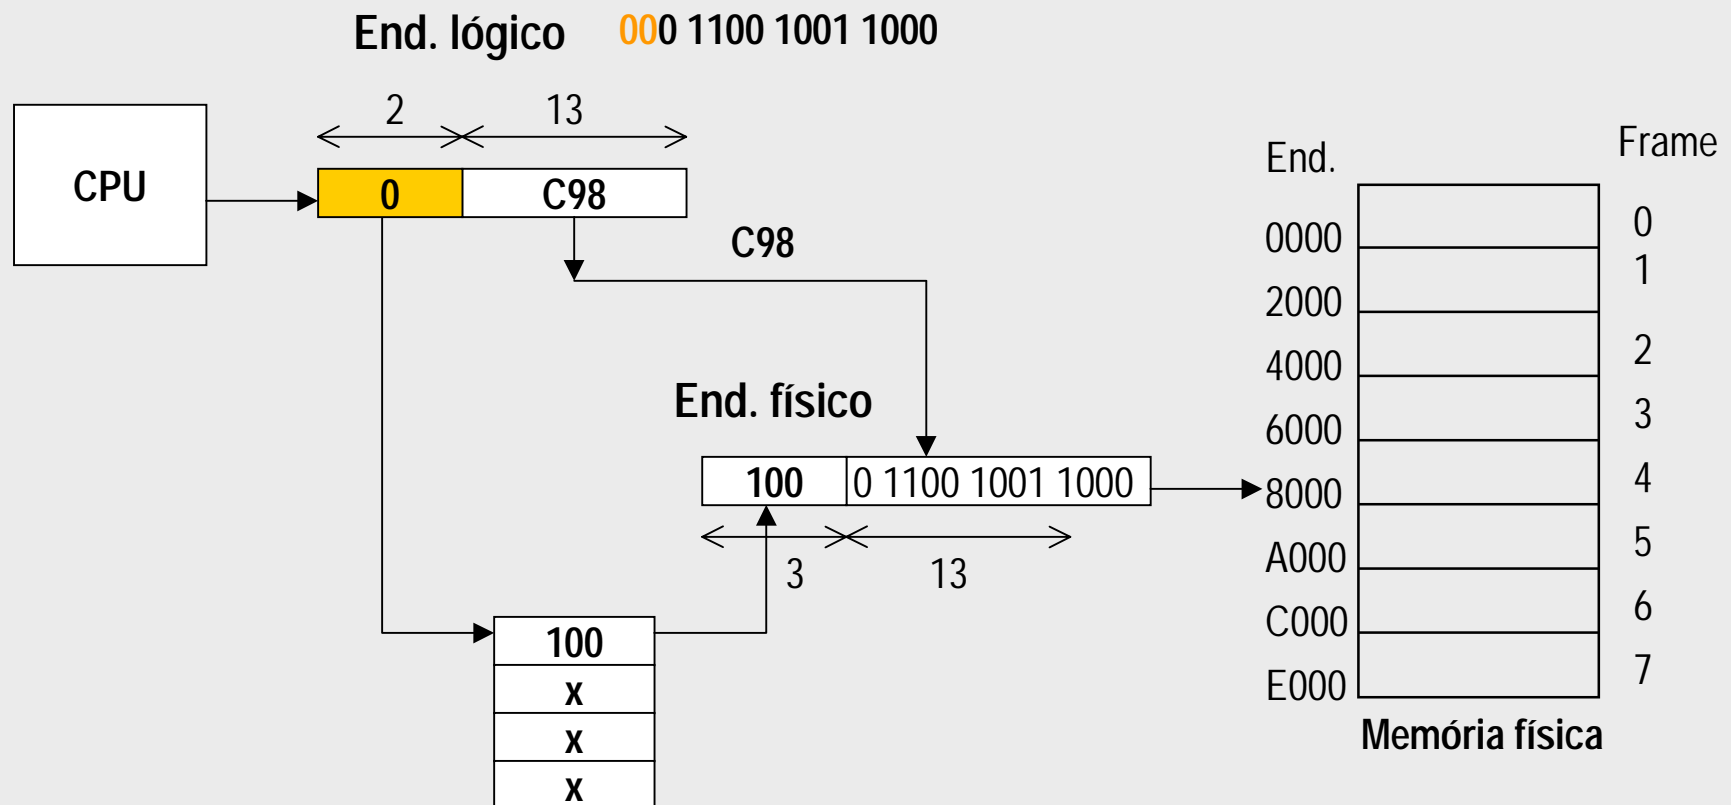 End. lógico 000 1100 1001 1000
2 13
CPU
0 C98
C98
End. físico
100 0 1100 1001 1000
3 13
100
x
x
x
End. Frame
0000 0
2000 1
4000 2
6000 3
8000 4
A000 5
C000 6
E000 7
Memória física